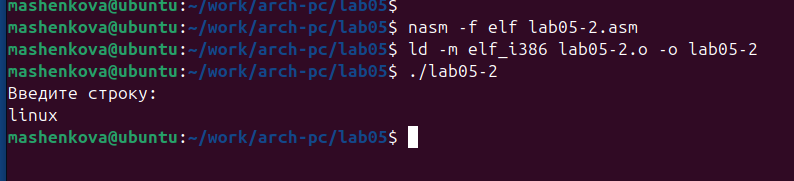 mashenkova@ubuntu:~/work/arch-pc/lab05$
mashenkova@ubuntu:~/work/arch-pc/lab05$ nasm -f elf lab05-2.asm
mashenkova@ubuntu:~/work/arch-pc/lab05$ ld -m elf_i386 lab05-2.o -o lab05-2
mashenkova@ubuntu:~/work/arch-pc/lab05$ ./lab05-2
Введите строку:
linux
mashenkova@ubuntu:~/work/arch-pc/lab05$